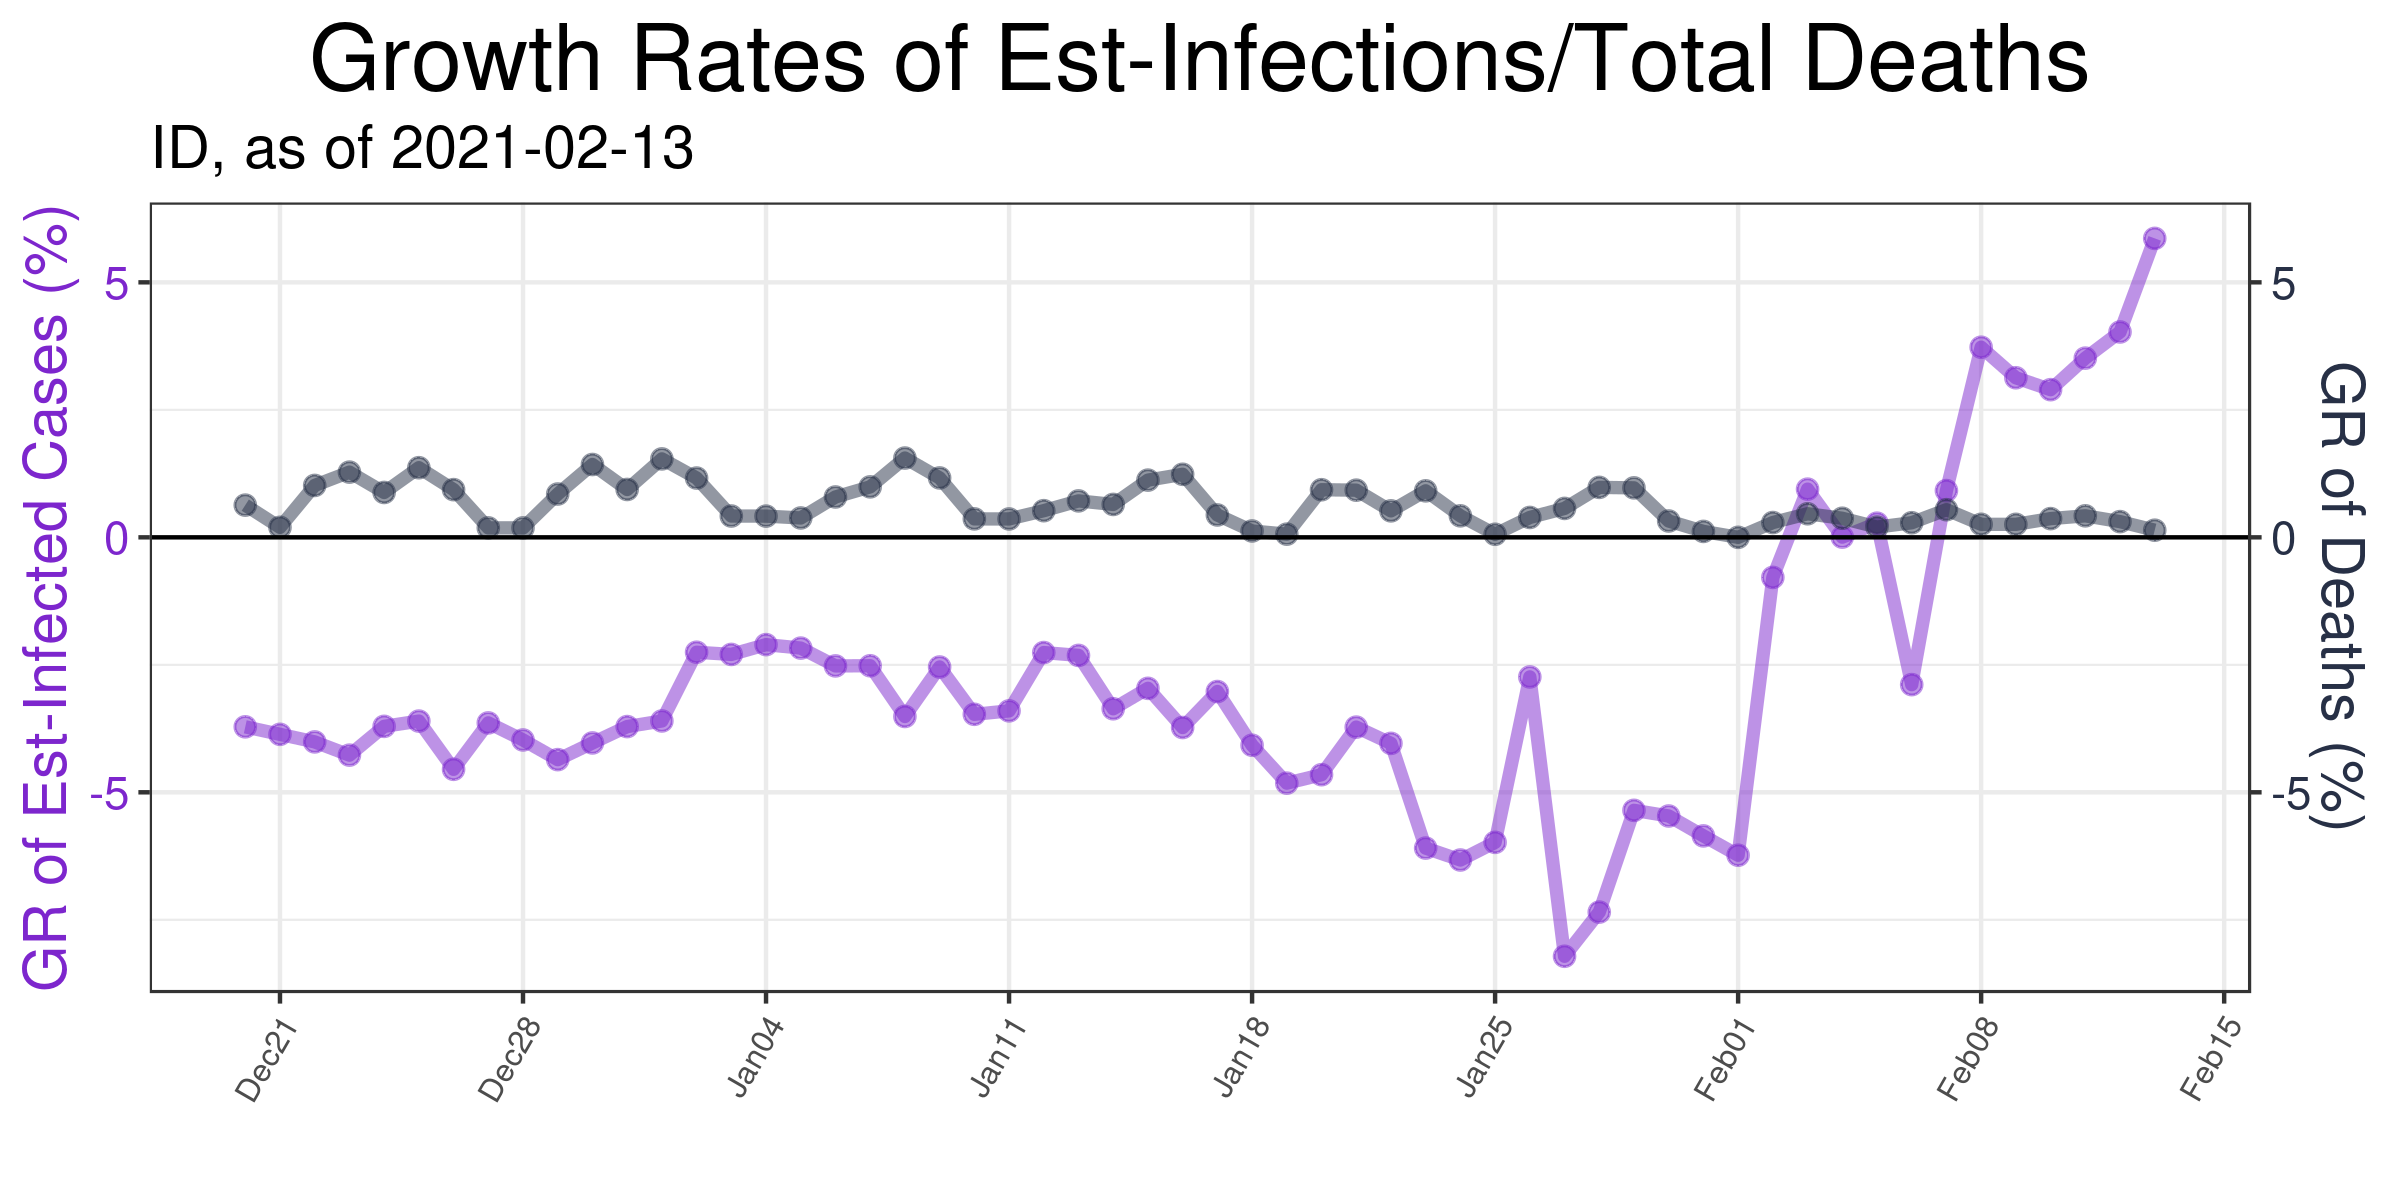 Growth Rates of Est-Infections/Total Deaths
ID, as of 2021-02-13
GR of Est-Infected Cases (%)
5
0
-5
5
0
-5
GR of Deaths (%)
Dec21
Dec28
Jan04
Jan11
Jan18
Jan25
Feb01
Feb08
Feb15